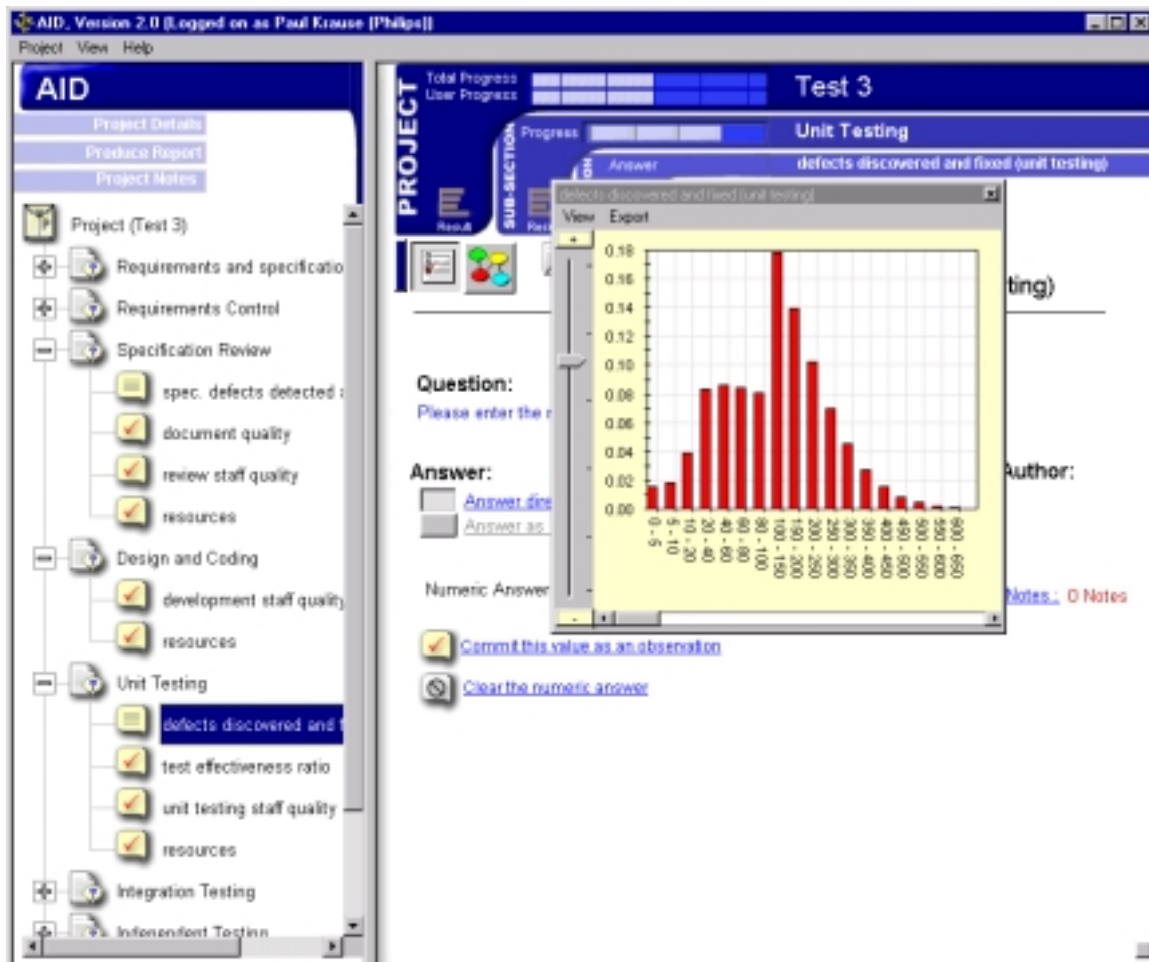 AID, Version 2.0 (Logged on as Paul Krause (Philips))
Project View Help
AID
Project Details
Produce Report
Project Notes
Project (Test 3)
Requirements and specificatio
Requirements Control
Specification Review
spec. defects detected
document quality
review staff quality
resources
Design and Coding
development staff quality
resources
Unit Testing
defects discovered and f
test effectiveness ratio
unit testing staff quality
resources
Integration Testing
Independent Testing
PROJECT
Total Progress
User Progress
Test 3
Result
SUB-SECTION
Progress
Unit Testing
Answer
defects discovered and fixed (unit testing)
defects discovered and fixed (unit testing)
View Export
+
0.18
0.16
0.14
0.12
0.10
0.08
0.06
0.04
0.02
0.00
0 - 5
5 - 10
10 - 20
20 - 40
40 - 60
60 - 80
80 - 100
100 - 150
150 - 200
200 - 250
250 - 300
300 - 350
350 - 400
400 - 450
450 - 500
500 - 550
550 - 600
600 - 650
-
ting)
Question:
Please enter the
Answer:
Author:
Answer dire
Answer as
Numeric Answer
Notes : 0 Notes
Commit this value as an observation
Clear the numeric answer